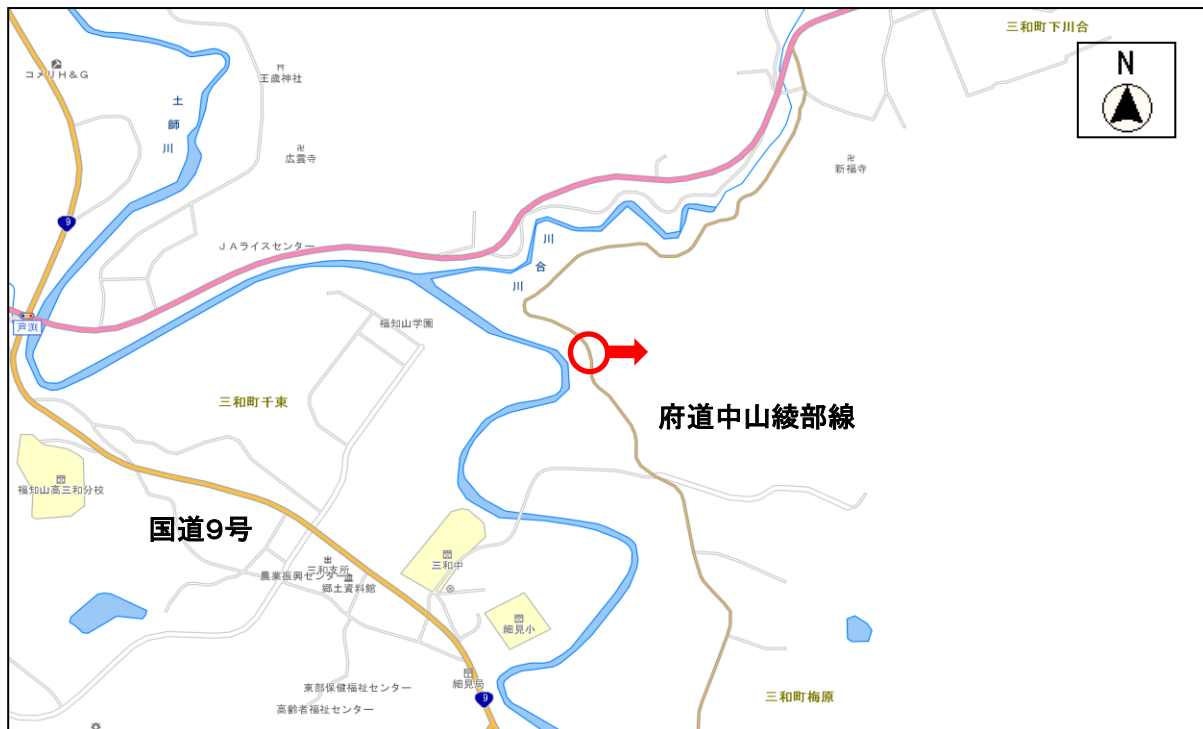 三和町下川合
N
コメリH&G
王歳神社
土師川
広雲寺
新福寺
9
JAライスセンター
川合川
芦渕
福知山学園
三和町千束
府道中山綾部線
福知山高三和分校
国道9号
三和中
三和支所
農業振興センター
郷土資料館
細見小
細見局
東部保健福祉センター
9
三和町梅原
高齢者福祉センター